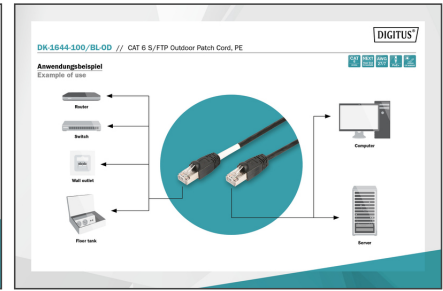 DIGITUS®
DK-1644-100/BL-OD // CAT 6 S/FTP Outdoor Patch Cord, PE
Anwendungsbeispiel
Example of use
Router
Switch
Wall outlet
Floor tank
Computer
Server